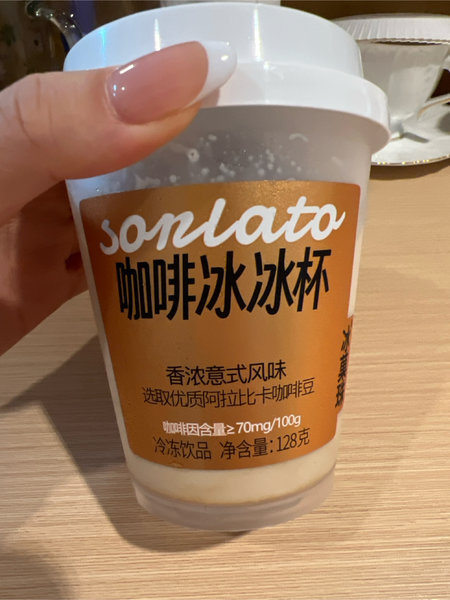 sorlato
咖啡冰冰杯
香浓意式风味
选取优质阿拉比卡咖啡豆
咖啡因含量≥70mg/100g
冷冻饮品 净含量：128克